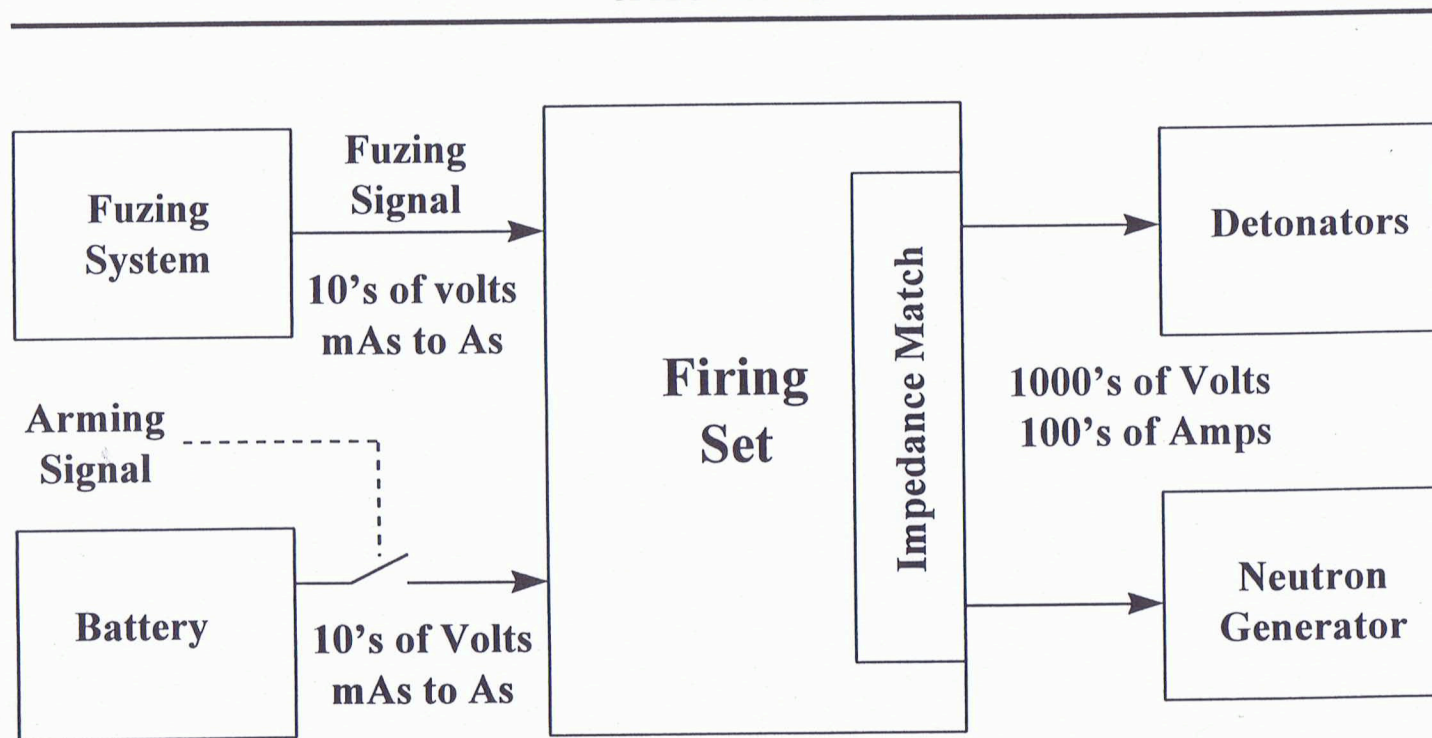 Fuzing
System
Fuzing
Signal
10's of volts
mAs to As
Arming
Signal
Battery
10's of Volts
mAs to As
Firing
Set
Impedance Match
1000's of Volts
100's of Amps
Detonators
Neutron
Generator